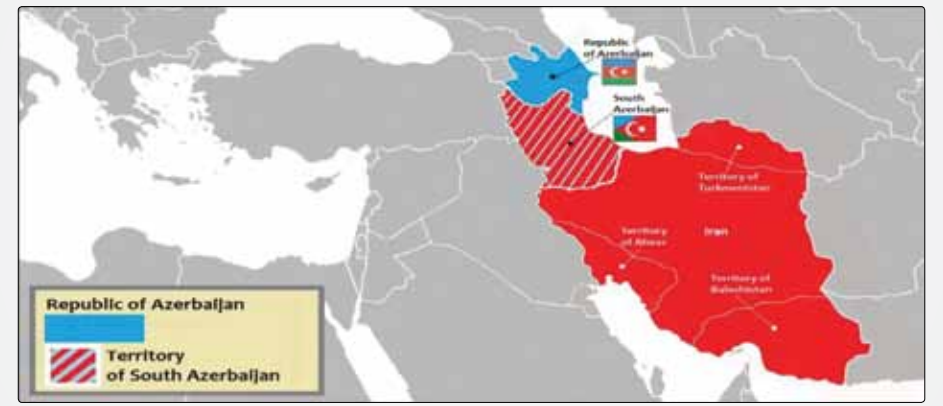 Republic
of Azerbaijan
South
Azerbaijan
Territory of
Turkmenistan
Territory
of Ahwaz
Iran
Territory of
Baluchistan
Republic of Azerbaijan
Territory
of South Azerbaijan